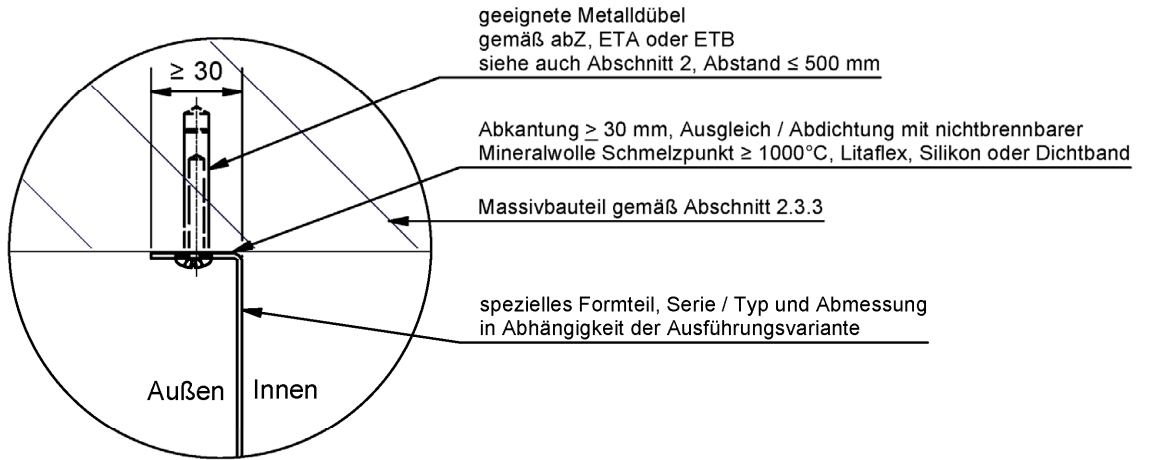 geeignete Metalldübel
gemäß abZ, ETA oder ETB
siehe auch Abschnitt 2, Abstand ≤ 500 mm
≥ 30
Abkantung ≥ 30 mm, Ausgleich / Abdichtung mit nichtbrennbarer
Mineralwolle Schmelzpunkt ≥ 1000°C, Litaflex, Silikon oder Dichtband
Massivbauteil gemäß Abschnitt 2.3.3
spezielles Formteil, Serie / Typ und Abmessung
in Abhängigkeit der Ausführungsvariante
Außen Innen